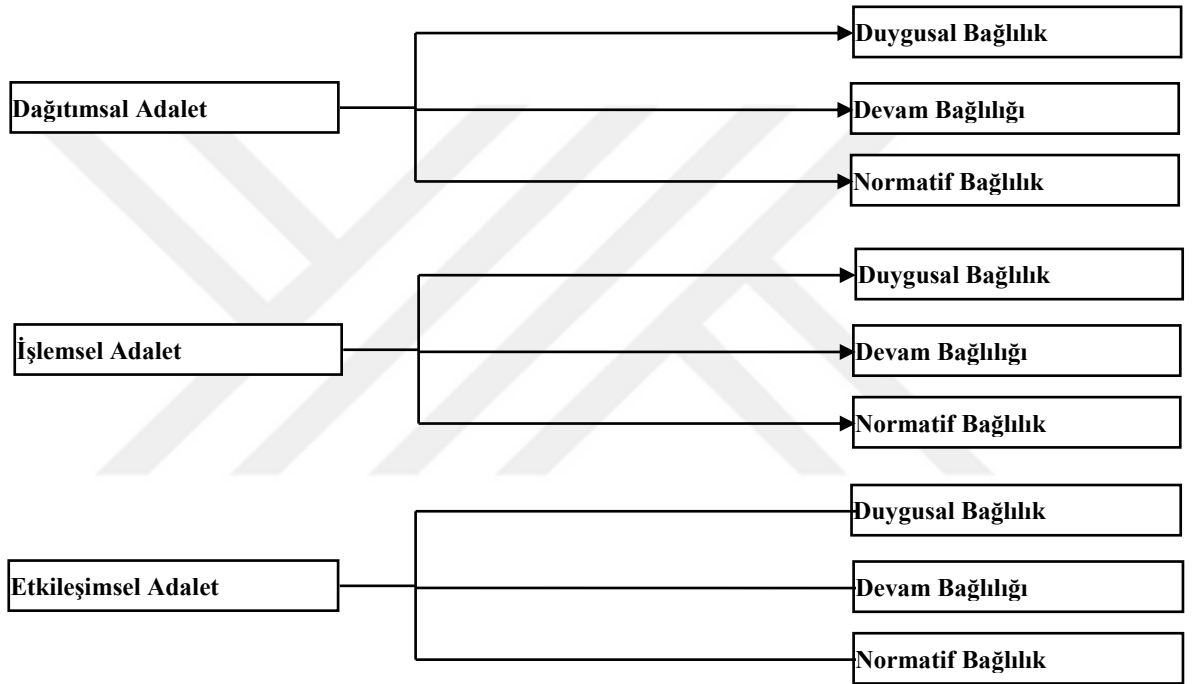 Duygusal Bağlılık
Dağıtımsal Adalet
Devam Bağlılığı
Normatif Bağlılık
Duygusal Bağlılık
İşlemsel Adalet
Devam Bağlılığı
Normatif Bağlılık
Duygusal Bağlılık
Etkileşimsel Adalet
Devam Bağlılığı
Normatif Bağlılık